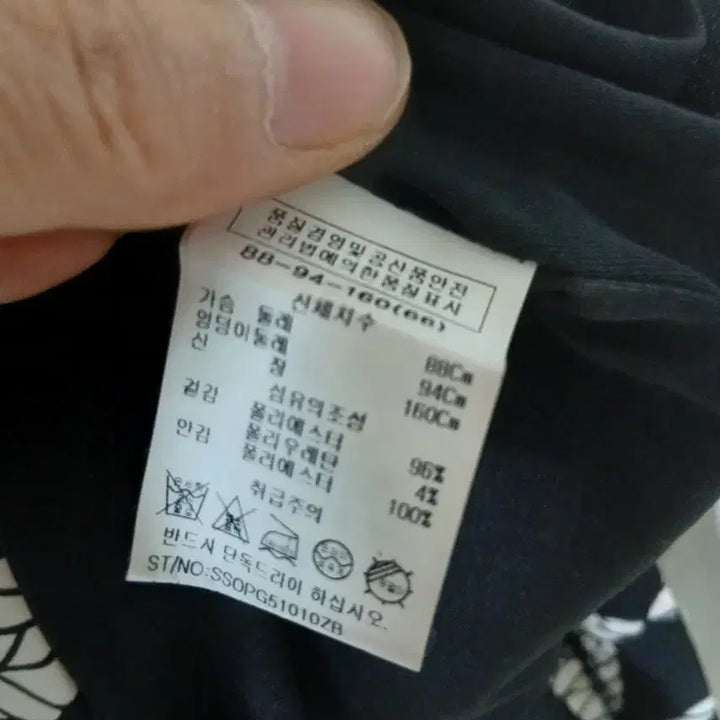 품질경영및공산품안전
관리법에의한품질표시
88-94-160(66)
신체치수
가슴 둘레 88Cm
엉덩이둘레 94Cm
신 장 160Cm
섬유의조성
겉감 폴리에스터 96%
폴리우레탄 4%
안감 폴리에스터 100%
취급주의
반드시 단독드라이 하십시오.
ST/NO:SSOPG51010ZB